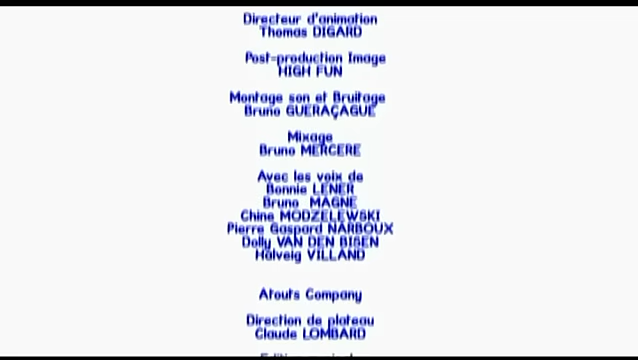 Directeur d'animation
Thomas DIGARD
Post-production Image
HIGH FUN
Montage son et Bruitage
Bruno GUERAÇAGUE
Mixage
Bruno MERCERE
Avec les voix de
Bonnie LENER
Bruno MAGNE
Chine MODZELEWSKI
Pierre Gaspard NARBOUX
Dolly VAN DEN BISEN
Holveig VILLAND
Atouts Company
Direction de plateau
Claude LOMBARD